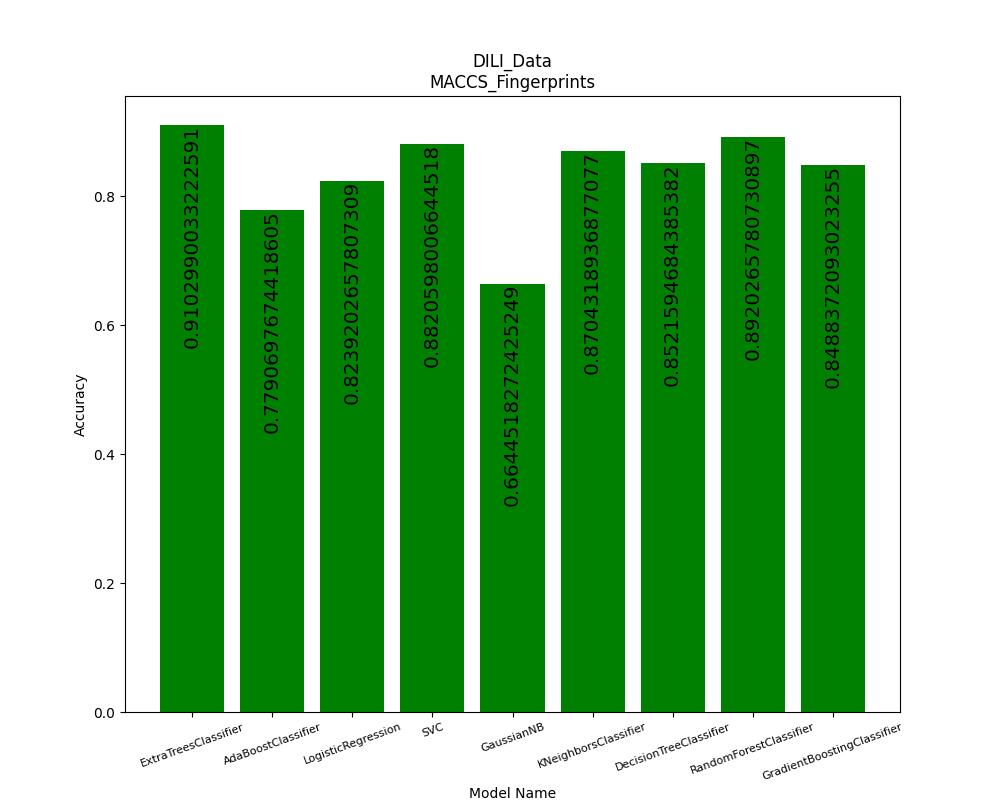 DILI_Data
MACCS_Fingerprints
Accuracy
0.8
0.6
0.4
0.2
0.0
0.9102990033222591
0.7790697674418605
0.8239202657807309
0.8820598006644518
0.6644518272425249
0.8704318936877077
0.8521594684385382
0.8920265780730897
0.8488372093023255
ExtraTreesClassifier
AdaBoostClassifier
LogisticRegression
SVC
GaussianNB
KNeighborsClassifier
DecisionTreeClassifier
RandomForestClassifier
GradientBoostingClassifier
Model Name